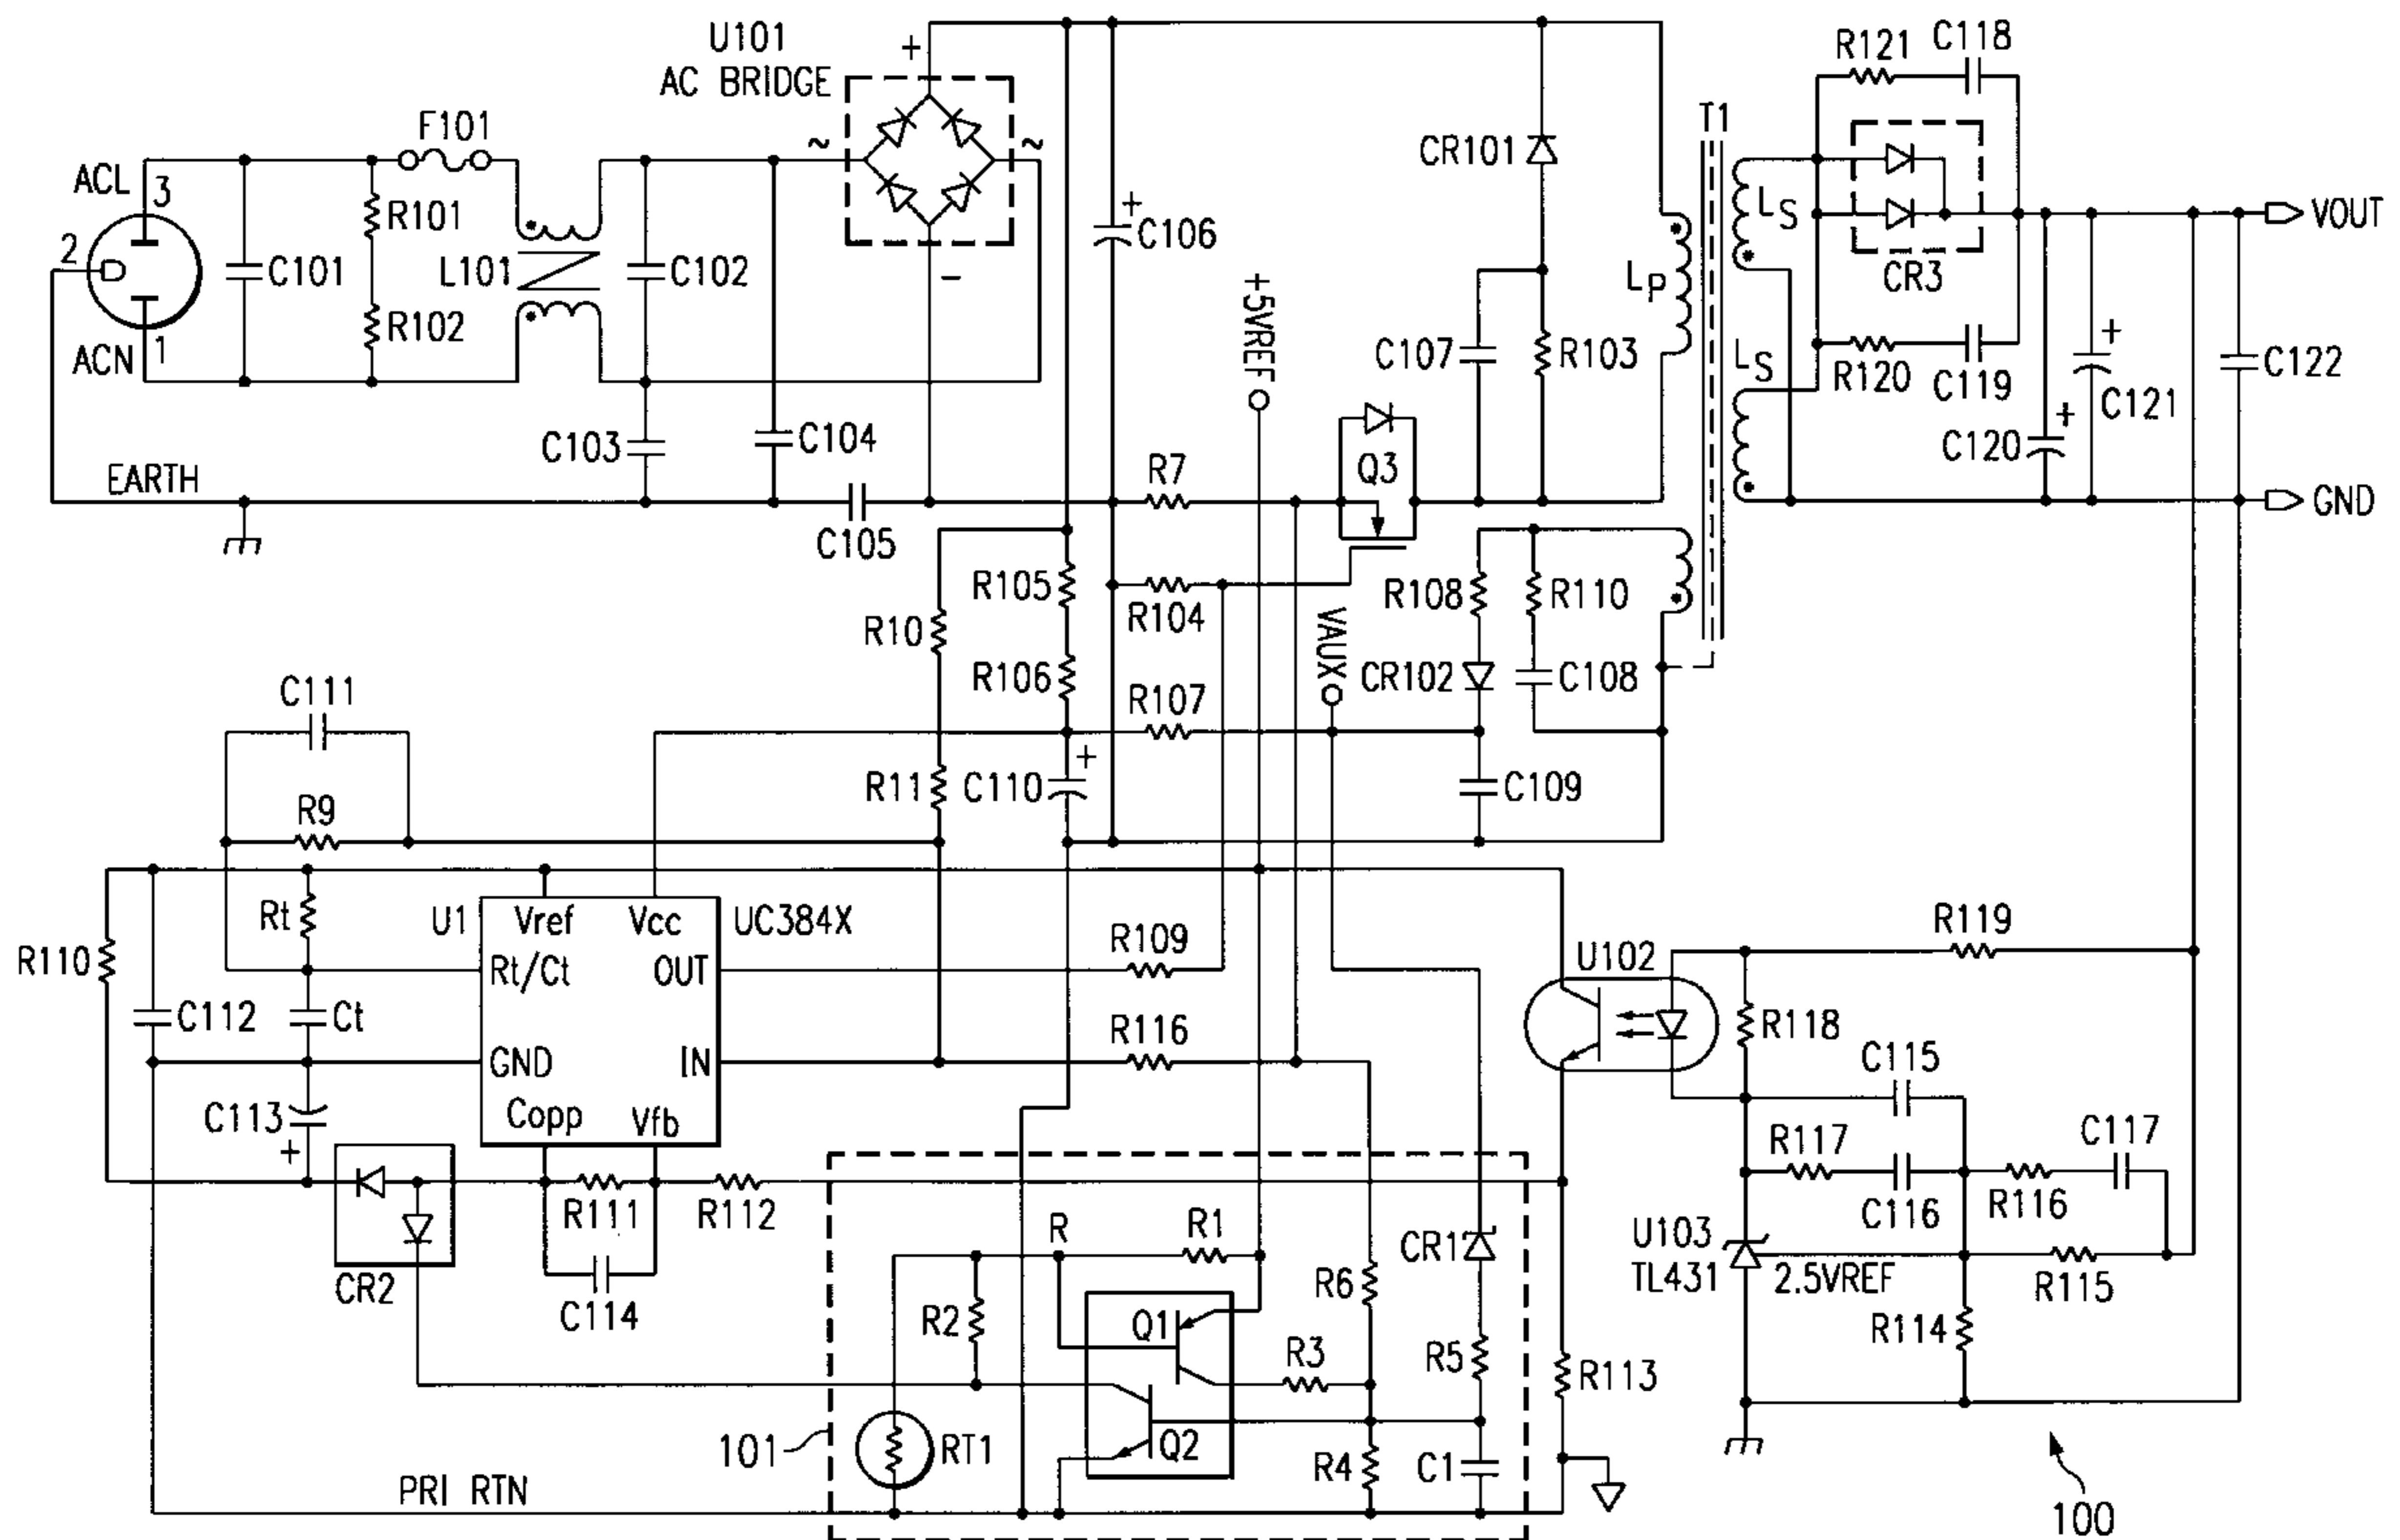 U101
AC BRIDGE
+
~
~
−
F101
ACL
3
2
ACN
1
R101
R102
C101
L101
C102
C103
C104
EARTH
C105
+
C106
+5VREF
CR101
C107
R103
LP
T1
LS
LS
R121
C118
CR3
R120
C119
C120
+
+
C121
C122
VOUT
GND
R7
Q3
R104
R105
R106
R10
R11
R107
VAUX
R108
R110
CR102
C108
C109
C110
+
C111
R9
U1
UC384X
Vref
Vcc
Rt/Ct
OUT
GND
IN
Copp
Vfb
Rt
R110
C112
Ct
C113
+
CR2
R111
R112
C114
R109
R116
U102
R119
R118
C115
R117
C116
C117
R116
U103
TL431
2.5VREF
R115
R114
R113
R
R1
R2
Q1
Q2
R3
R6
CR1
R5
R4
C1
RT1
101
PRI RTN
100